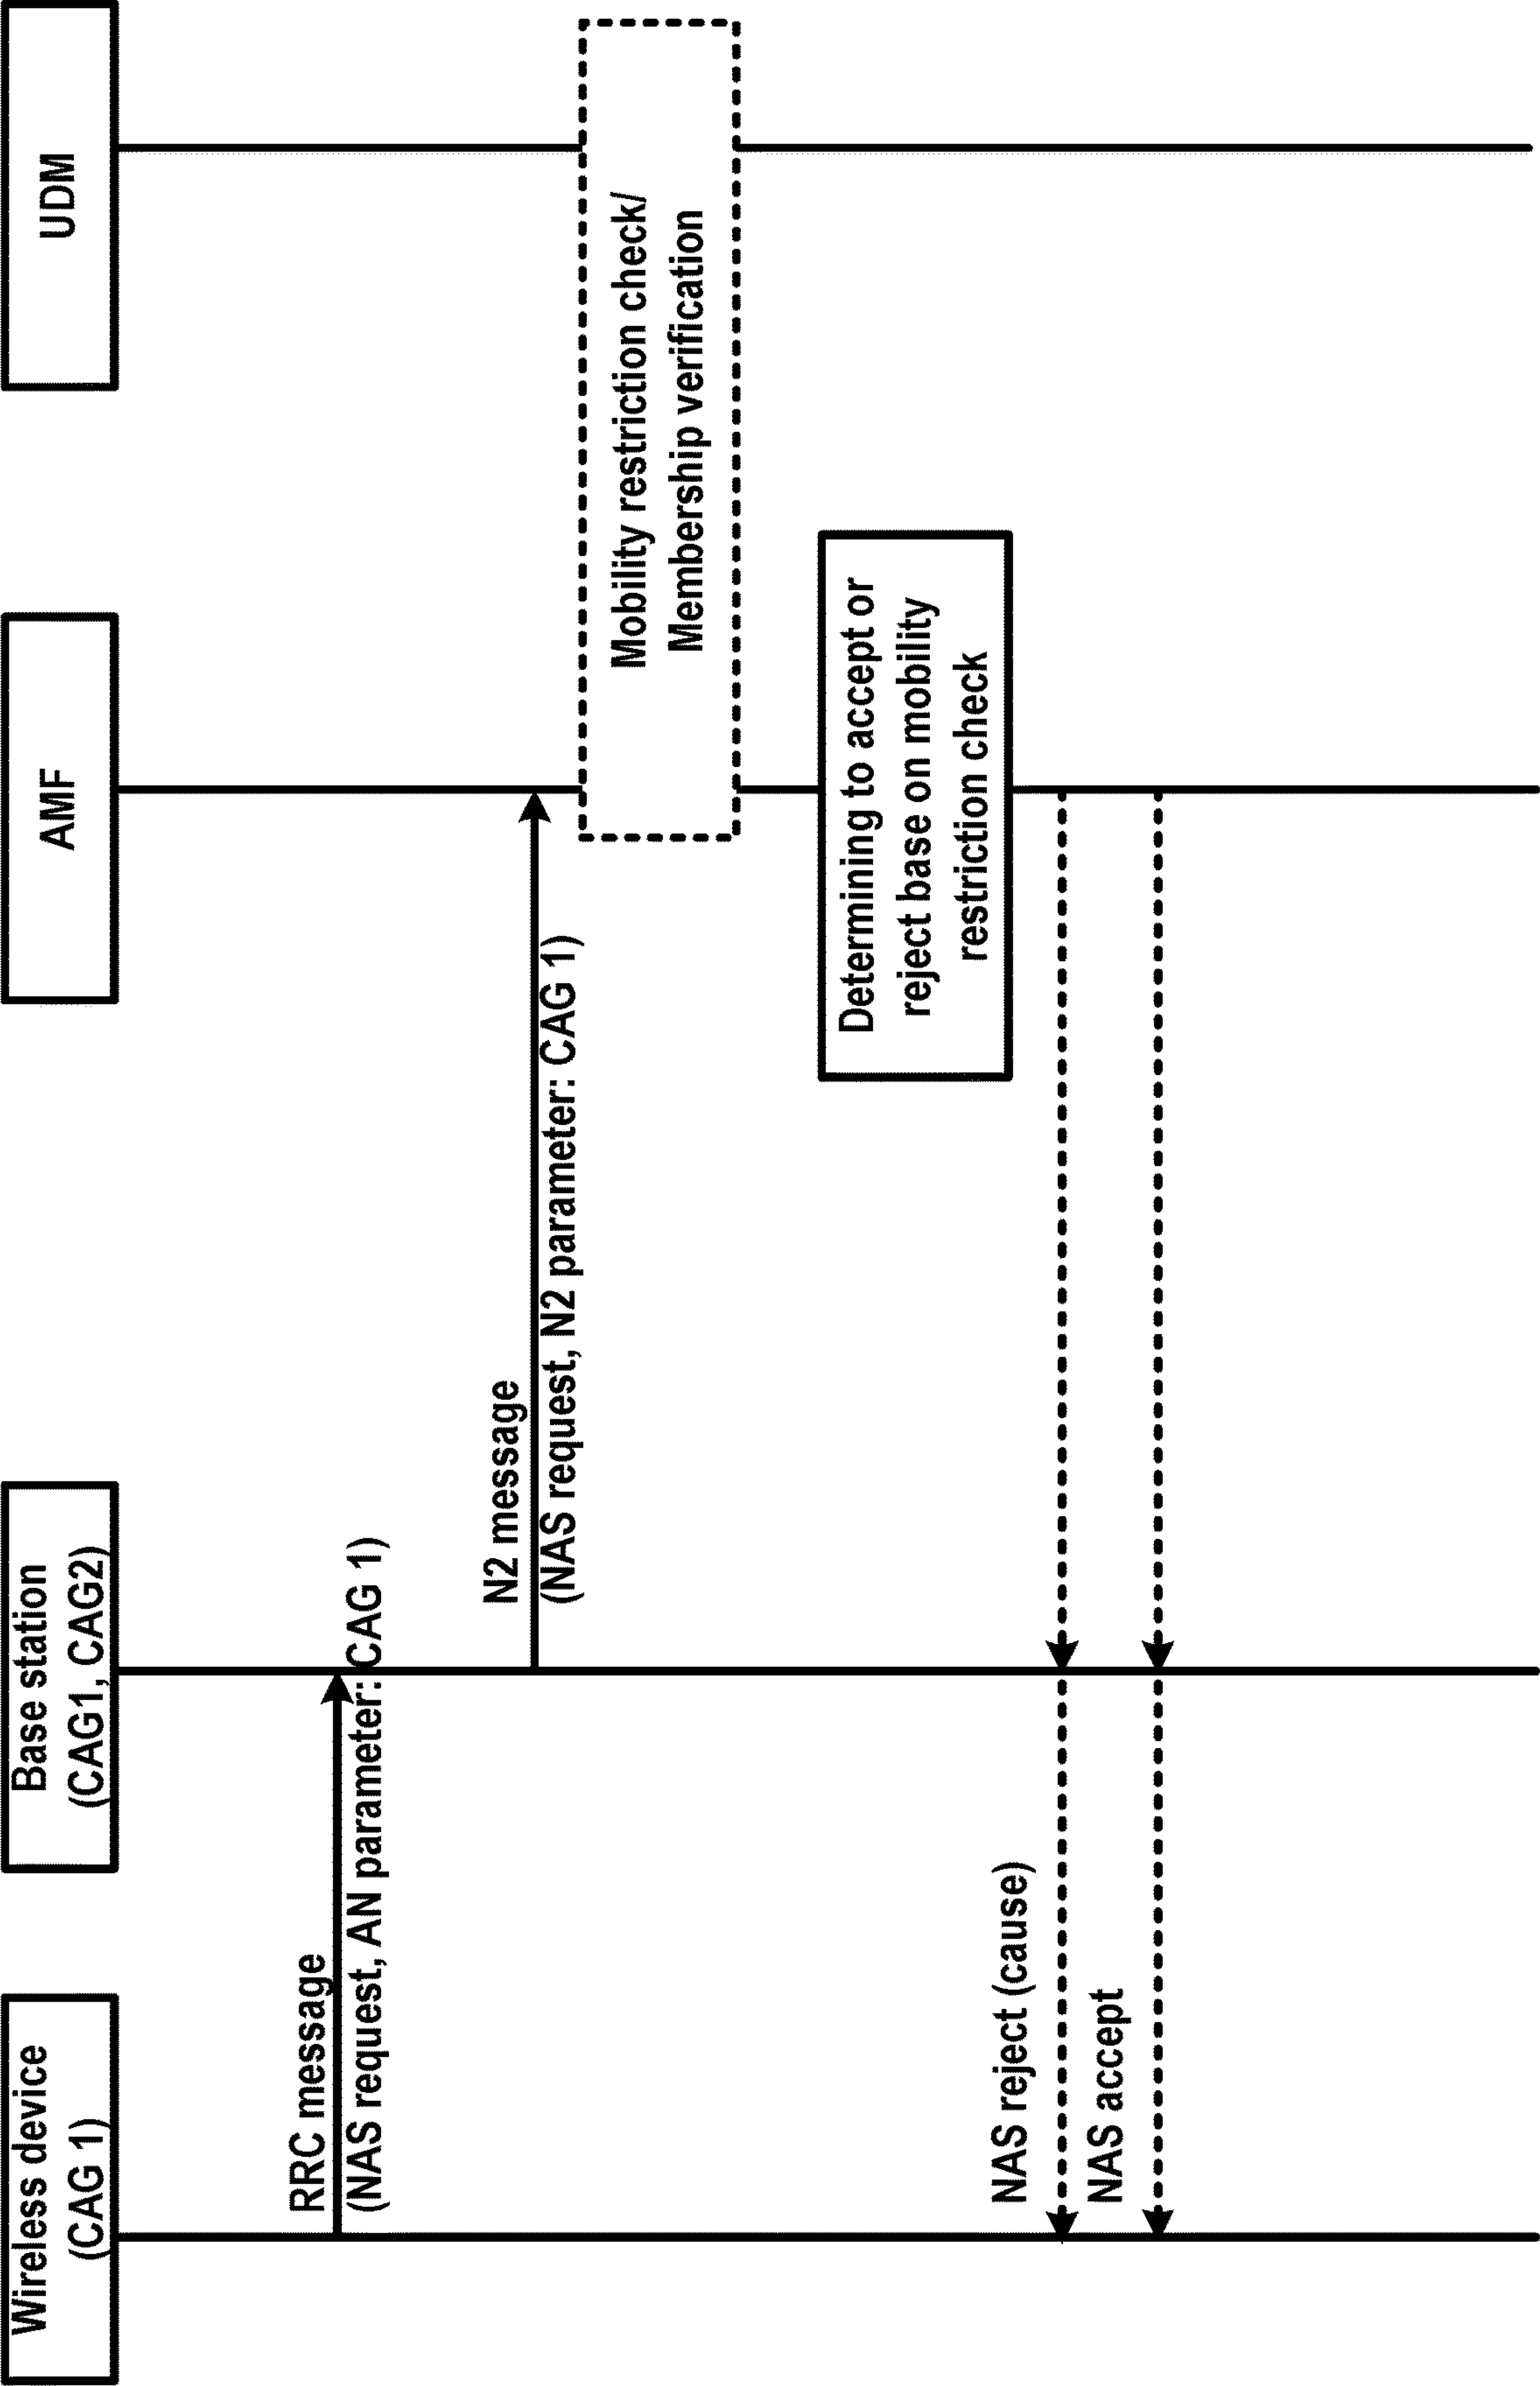 Wireless device
(CAG 1)
Base station
(CAG1, CAG2)
AMF
UDM
RRC message
(NAS request, AN parameter: CAG 1)
N2 message
(NAS request, N2 parameter: CAG 1)
Mobility restriction check/
Membership verification
Determining to accept or
reject base on mobility
restriction check
NAS reject (cause)
NAS accept